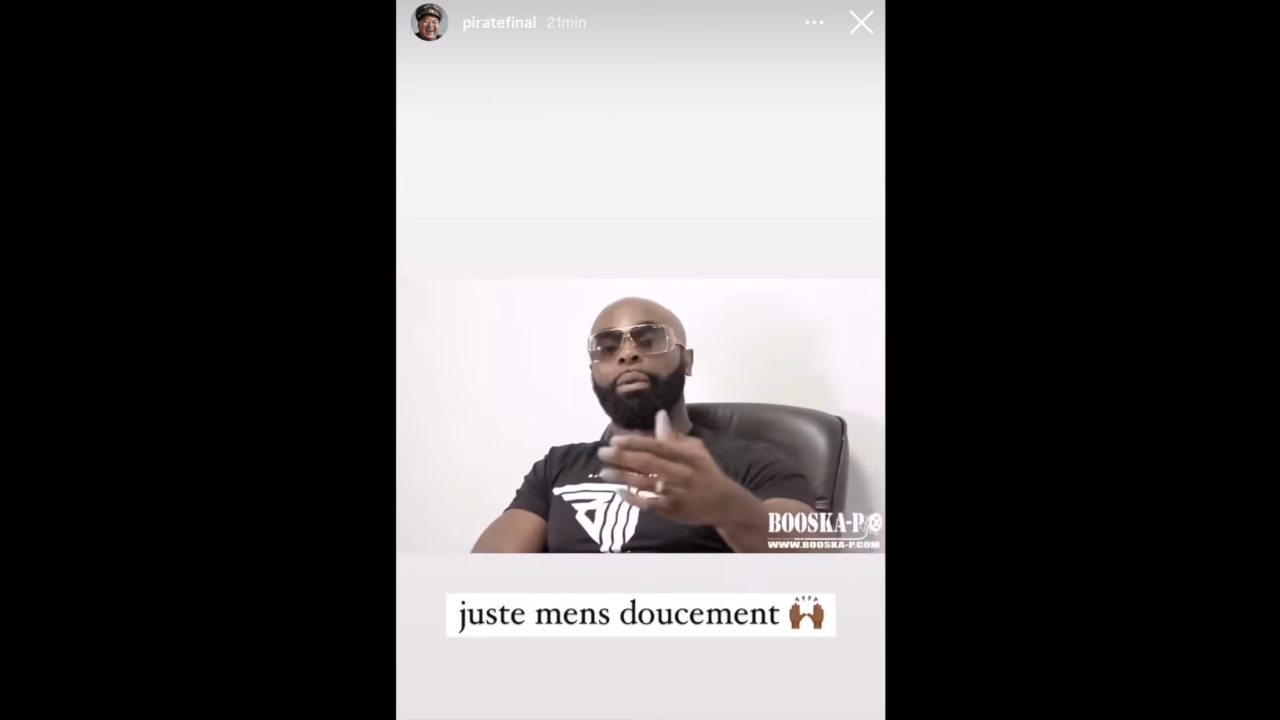 piratefinal 21min
BOOSKA-P
WWW.BOOSKA-P.COM
juste mens doucement 🙌🏾